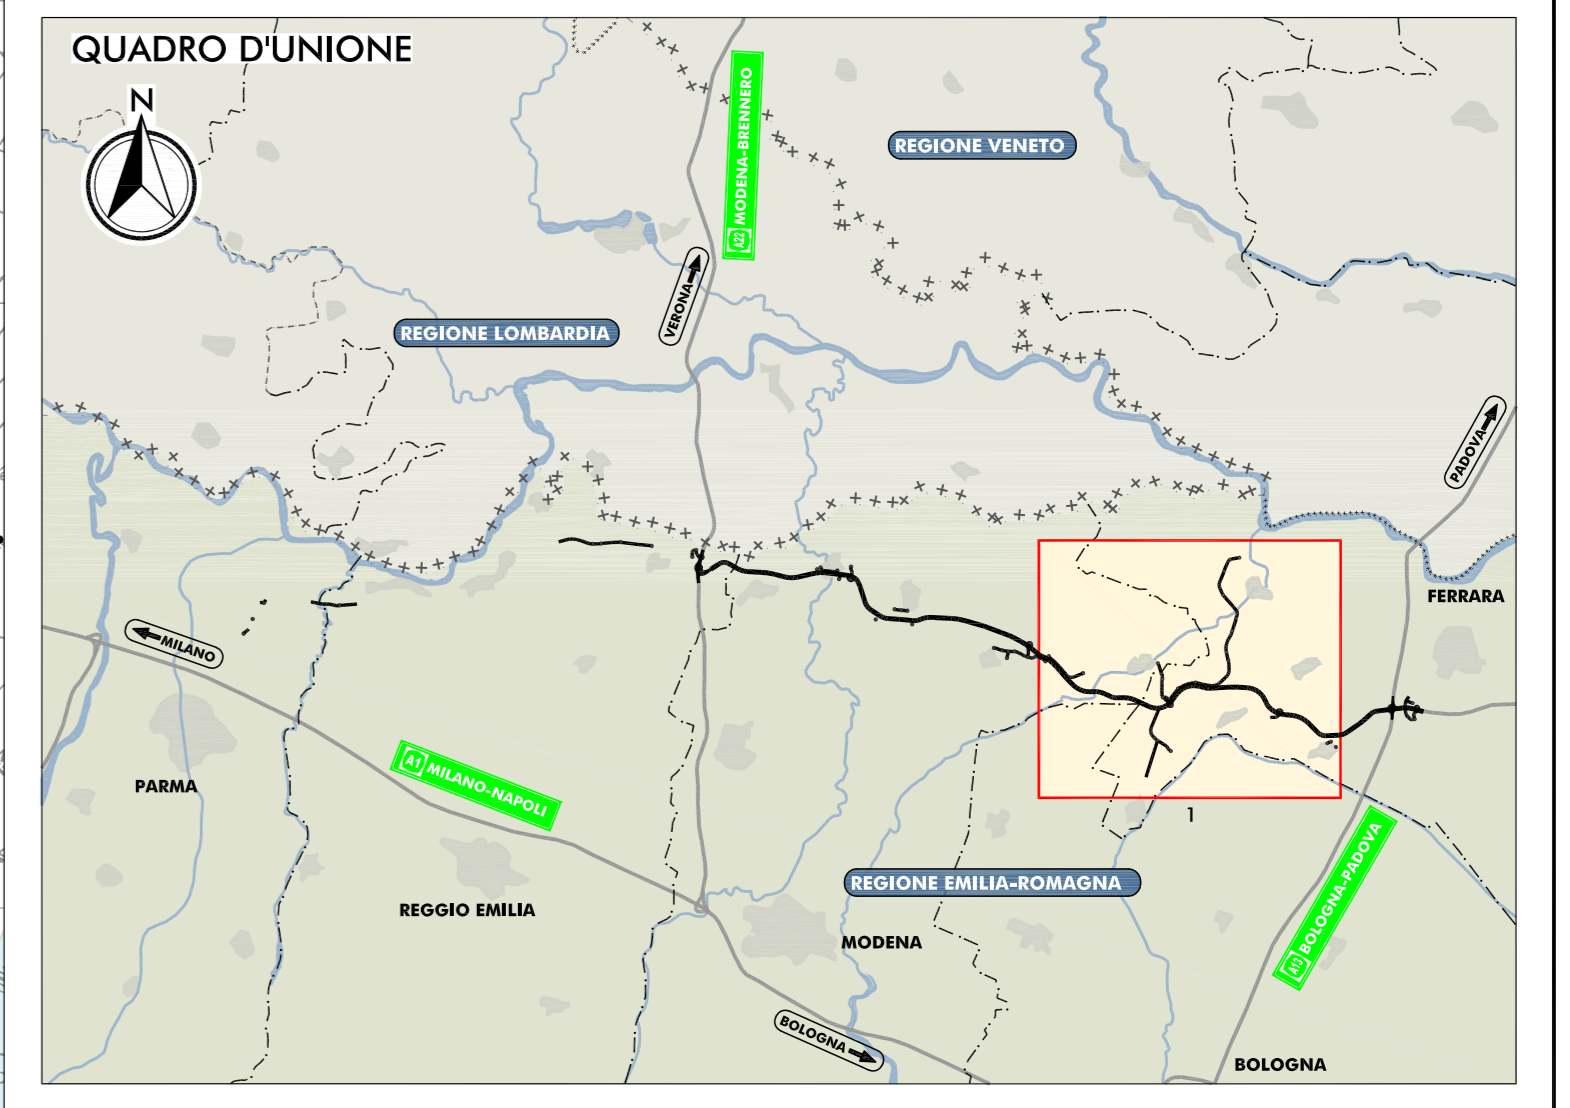 QUADRO D'UNIONE
N
A22 MODENA-BRENNERO
REGIONE VENETO
VERONA
REGIONE LOMBARDIA
PADOVA
FERRARA
MILANO
PARMA
A1 MILANO-NAPOLI
1
REGIONE EMILIA-ROMAGNA
A13 BOLOGNA-PADOVA
REGGIO EMILIA
MODENA
BOLOGNA
BOLOGNA